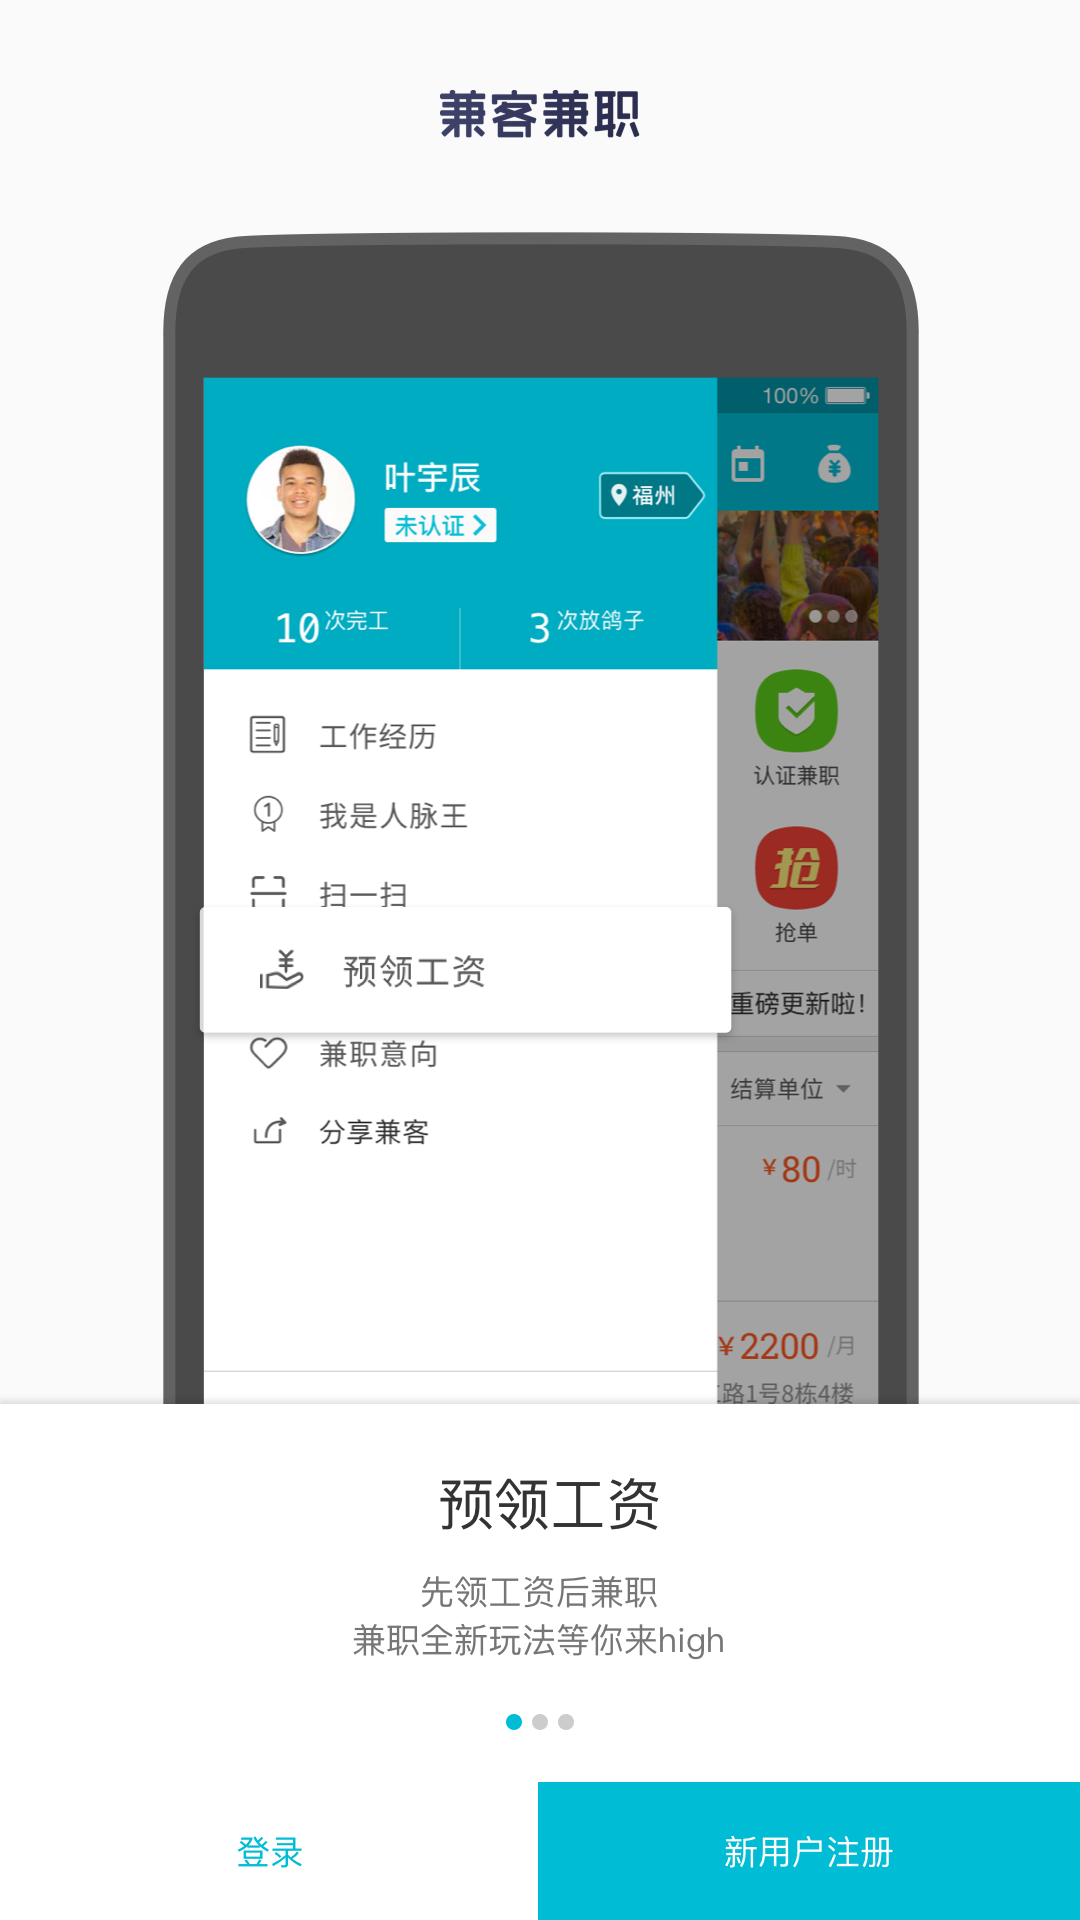 兼客兼职
100%
叶宇辰
未认证
福州
10次完工
3次放鸽子
工作经历
我是人脉王
扫一扫
预领工资
兼职意向
分享兼客
认证兼职
抢
抢单
重磅更新啦!
结算单位
¥80/时
¥2200/月
路1号8栋4楼
预领工资
先领工资后兼职
兼职全新玩法等你来high
登录
新用户注册